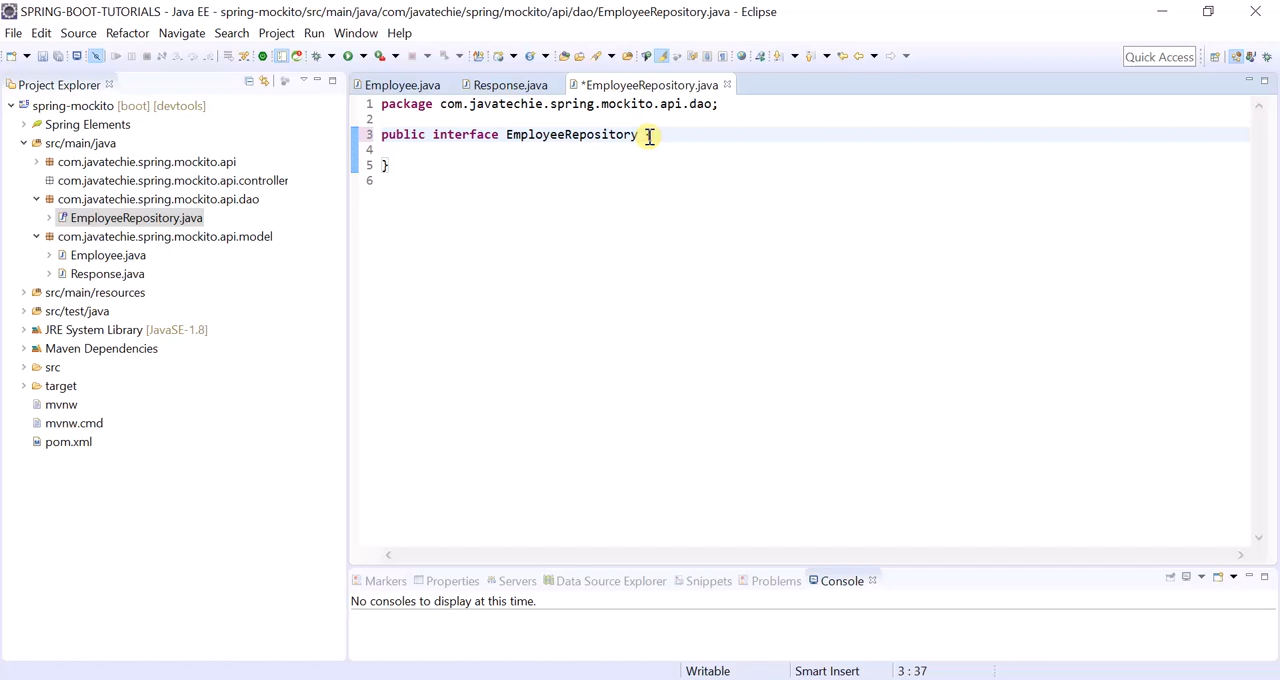 SPRING-BOOT-TUTORIALS - Java EE - spring-mockito/src/main/java/com/javatechie/spring/mockito/api/dao/EmployeeRepository.java - Eclipse
File Edit Source Refactor Navigate Search Project Run Window Help
Quick Access
Project Explorer
spring-mockito [boot] [devtools]
Spring Elements
src/main/java
com.javatechie.spring.mockito.api
com.javatechie.spring.mockito.api.controller
com.javatechie.spring.mockito.api.dao
EmployeeRepository.java
com.javatechie.spring.mockito.api.model
Employee.java
Response.java
src/main/resources
src/test/java
JRE System Library [JavaSE-1.8]
Maven Dependencies
src
target
mvnw
mvnw.cmd
pom.xml
Employee.java Response.java *EmployeeRepository.java
1 package com.javatechie.spring.mockito.api.dao;
2
3 public interface EmployeeRepository
4
5 }
6
Markers Properties Servers Data Source Explorer Snippets Problems Console
No consoles to display at this time.
Writable Smart Insert 3 : 37